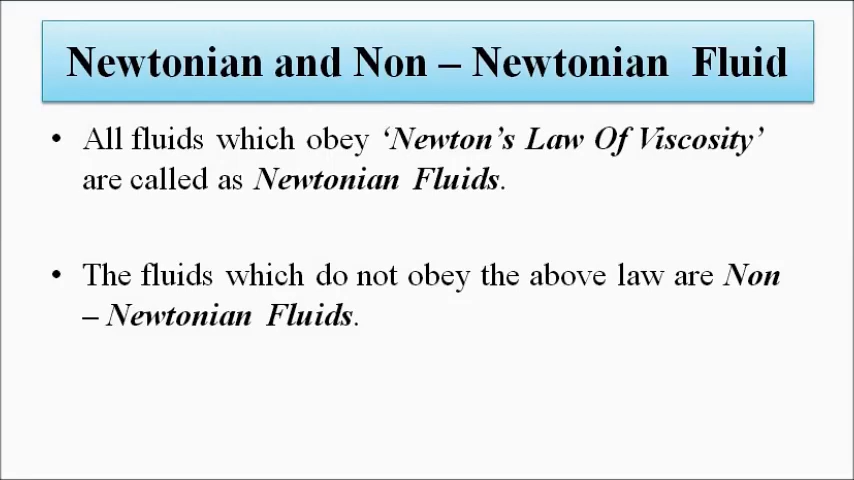 Newtonian and Non – Newtonian Fluid
• All fluids which obey ‘Newton’s Law Of Viscosity’
are called as Newtonian Fluids.
• The fluids which do not obey the above law are Non
– Newtonian Fluids.